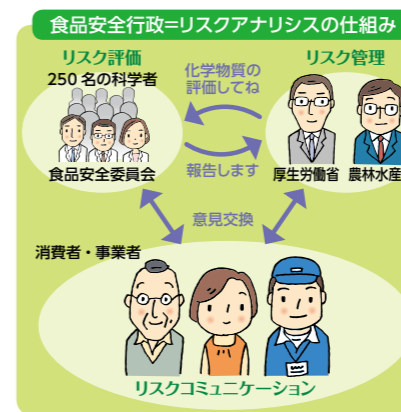 食品安全行政=リスクアナリシスの仕組み
リスク評価
250名の科学者
食品安全委員会
化学物質の
評価してね
報告します
リスク管理
厚生労働省 農林水産
意見交換
消費者・事業者
リスクコミュニケーション